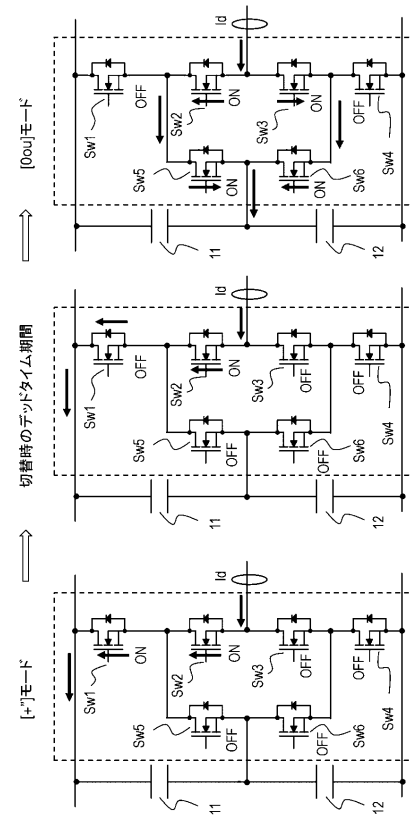 [+"]モード
Sw1
ON
Sw2
ON
Sw3
OFF
Sw4
OFF
Sw5
OFF
Sw6
OFF
11
12
Id
切替時のデッドタイム期間
Sw1
OFF
Sw2
ON
Sw3
OFF
Sw4
OFF
Sw5
OFF
Sw6
OFF
11
12
Id
[0ou]モード
Sw1
OFF
Sw2
ON
Sw3
ON
Sw4
OFF
Sw5
ON
Sw6
ON
11
12
Id